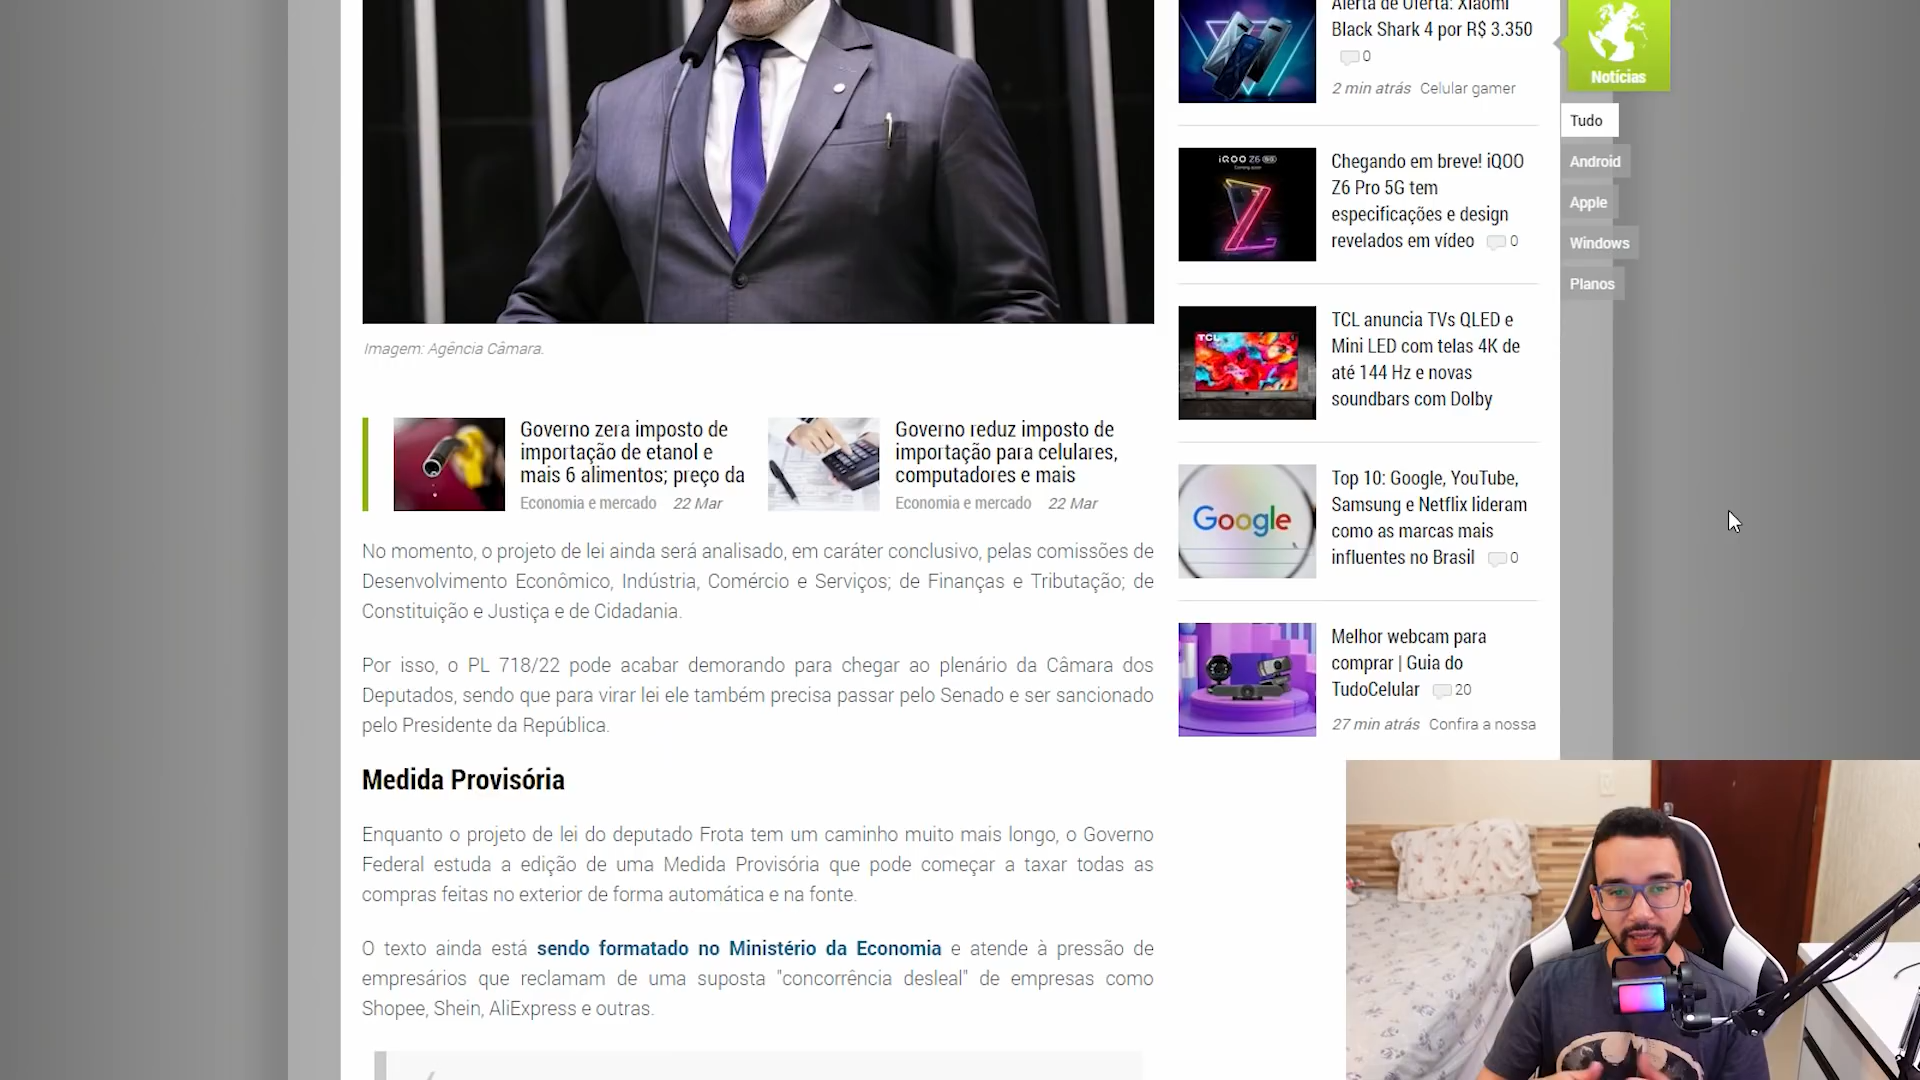 Imagem: Agência Câmara.
Governo zera imposto de
importação de etanol e
mais 6 alimentos; preço da
Economia e mercado 22 Mar
Governo reduz imposto de
importação para celulares,
computadores e mais
Economia e mercado 22 Mar
No momento, o projeto de lei ainda será analisado, em caráter conclusivo, pelas comissões de
Desenvolvimento Econômico, Indústria, Comércio e Serviços; de Finanças e Tributação; de
Constituição e Justiça e de Cidadania.
Por isso, o PL 718/22 pode acabar demorando para chegar ao plenário da Câmara dos
Deputados, sendo que para virar lei ele também precisa passar pelo Senado e ser sancionado
pelo Presidente da República.
Medida Provisória
Enquanto o projeto de lei do deputado Frota tem um caminho muito mais longo, o Governo
Federal estuda a edição de uma Medida Provisória que pode começar a taxar todas as
compras feitas no exterior de forma automática e na fonte.
O texto ainda está sendo formatado no Ministério da Economia e atende à pressão de
empresários que reclamam de uma suposta "concorrência desleal" de empresas como
Shopee, Shein, AliExpress e outras.
Alerta de Oferta: Xiaomi
Black Shark 4 por R$ 3.350
0
2 min atrás Celular gamer
iQOO Z6
Chegando em breve! iQOO
Z6 Pro 5G tem
especificações e design
revelados em vídeo 0
TCL
TCL anuncia TVs QLED e
Mini LED com telas 4K de
até 144 Hz e novas
soundbars com Dolby
Google
Top 10: Google, YouTube,
Samsung e Netflix lideram
como as marcas mais
influentes no Brasil 0
Melhor webcam para
comprar | Guia do
TudoCelular 20
27 min atrás Confira a nossa
Notícias
Tudo
Android
Apple
Windows
Planos